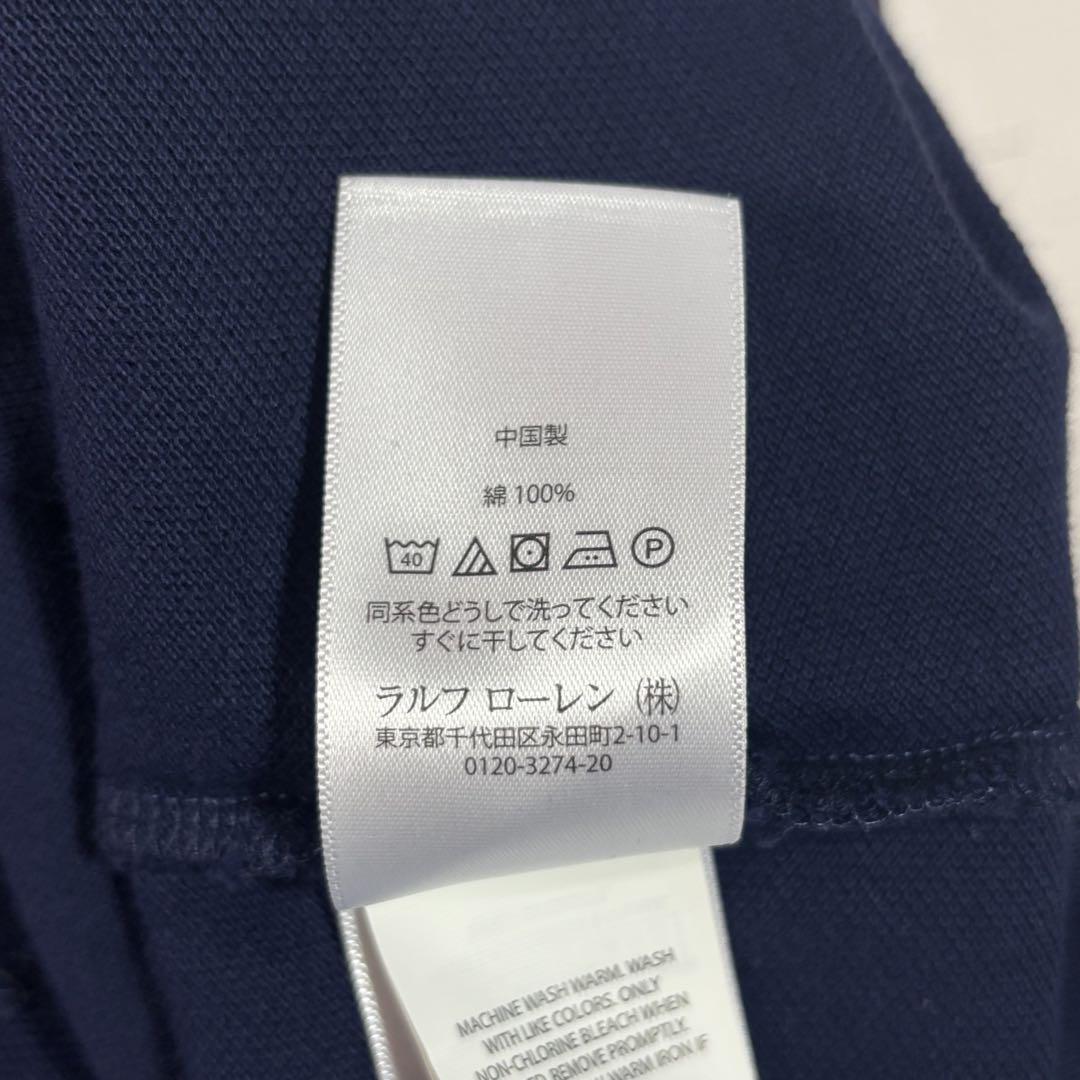 中国製
綿 100%
40 P
同系色どうしで洗ってください
すぐに干してください
ラルフ ローレン (株)
東京都千代田区永田町2-10-1
0120-3274-20
MACHINE WASH WARM. WASH
WITH LIKE COLORS. ONLY
NON-CHLORINE BLEACH WHEN
REMOVE PROMPTLY.
WARM IRON IF